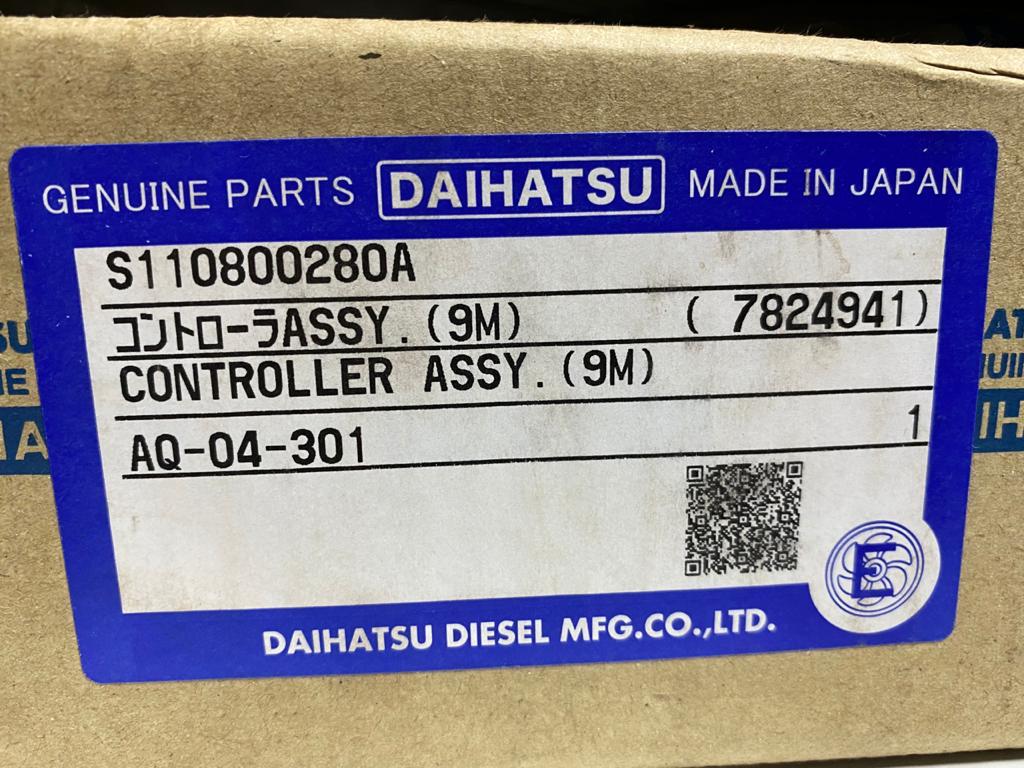 GENUINE PARTS DAIHATSU MADE IN JAPAN
S110800280A
コントローラASSY.(9M) ( 7824941)
CONTROLLER ASSY.(9M)
AQ-04-301 1
E
DAIHATSU DIESEL MFG.CO.,LTD.